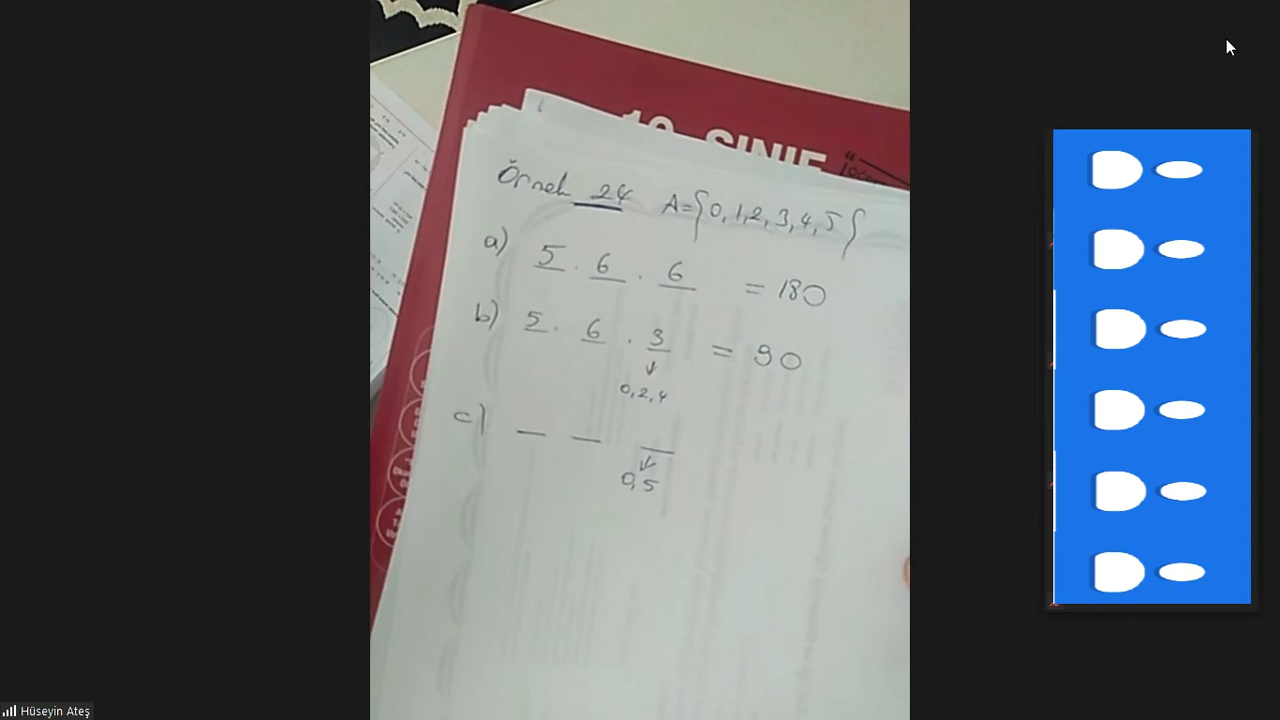 10. SINIF
Örnek 24 A={0,1,2,3,4,5}
a) 5 . 6 . 6 = 180
b) 5 . 6 . 3 = 90
0,2,4
c) _ _ _
0,5
Hüseyin Ateş